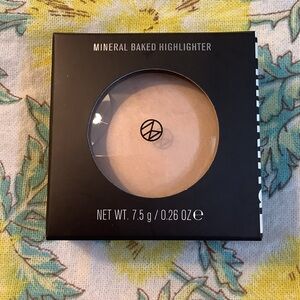 MINERAL BAKED HIGHLIGHTER
NET WT. 7.5 g / 0.26 OZ ℮